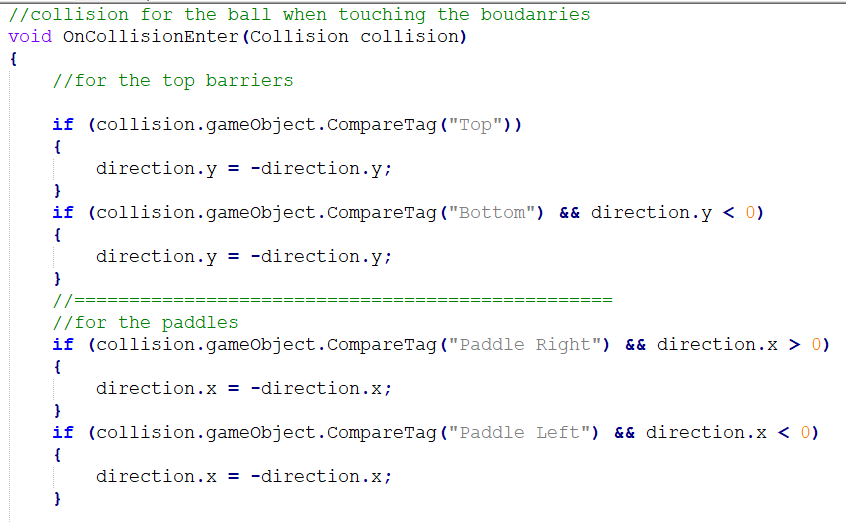 //collision for the ball when touching the boudanries
void OnCollisionEnter(Collision collision)
{
    //for the top barriers

    if (collision.gameObject.CompareTag("Top"))
    {
        direction.y = -direction.y;
    }
    if (collision.gameObject.CompareTag("Bottom") && direction.y < 0)
    {
        direction.y = -direction.y;
    }
    //=================================================
    //for the paddles
    if (collision.gameObject.CompareTag("Paddle Right") && direction.x > 0)
    {
        direction.x = -direction.x;
    }
    if (collision.gameObject.CompareTag("Paddle Left") && direction.x < 0)
    {
        direction.x = -direction.x;
    }